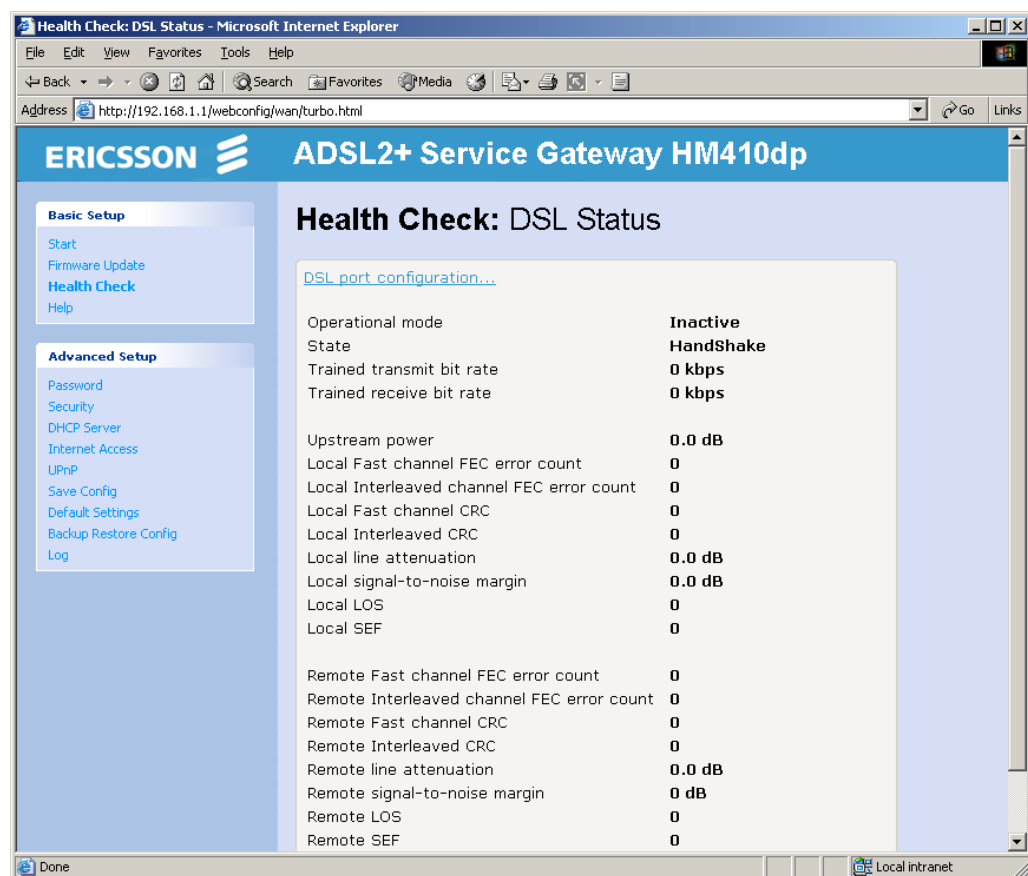 Health Check: DSL Status - Microsoft Internet Explorer
File Edit View Favorites Tools Help
Back Search Favorites Media
Address http://192.168.1.1/webconfig/wan/turbo.html Go Links
ERICSSON ADSL2+ Service Gateway HM410dp
Basic Setup
Start
Firmware Update
Health Check
Help
Advanced Setup
Password
Security
DHCP Server
Internet Access
UPnP
Save Config
Default Settings
Backup Restore Config
Log
Health Check: DSL Status
DSL port configuration...
Operational mode Inactive
State HandShake
Trained transmit bit rate 0 kbps
Trained receive bit rate 0 kbps
Upstream power 0.0 dB
Local Fast channel FEC error count 0
Local Interleaved channel FEC error count 0
Local Fast channel CRC 0
Local Interleaved CRC 0
Local line attenuation 0.0 dB
Local signal-to-noise margin 0.0 dB
Local LOS 0
Local SEF 0
Remote Fast channel FEC error count 0
Remote Interleaved channel FEC error count 0
Remote Fast channel CRC 0
Remote Interleaved CRC 0
Remote line attenuation 0.0 dB
Remote signal-to-noise margin 0 dB
Remote LOS 0
Remote SEF 0
Done Local intranet